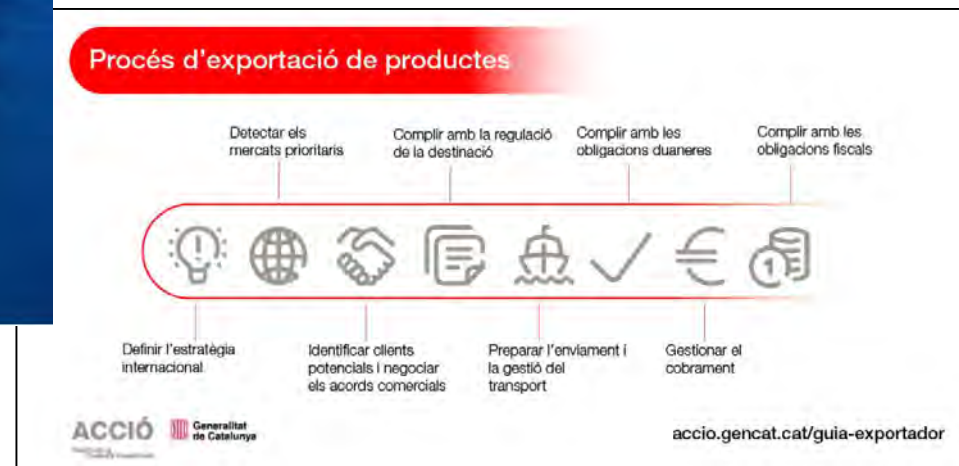 Procés d'exportació de productes
Detectar els
mercats prioritaris
Complir amb la regulació
de la destinació
Complir amb les
obligacions duaneres
Complir amb les
obligacions fiscals
1
Definir l'estratègia
internacional
Identificar clients
potencials i negociar
els acords comercials
Preparar l'enviament i
la gestió del
transport
Gestionar el
cobrament
ACCIÓ
Generalitat
de Catalunya
accio.gencat.cat/guia-exportador